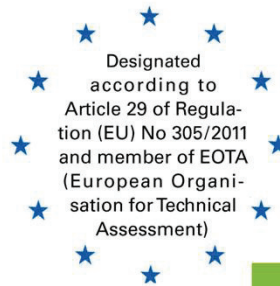 Designated
according to
Article 29 of Regula-
tion (EU) No 305/2011
and member of EOTA
(European Organi-
sation for Technical
Assessment)